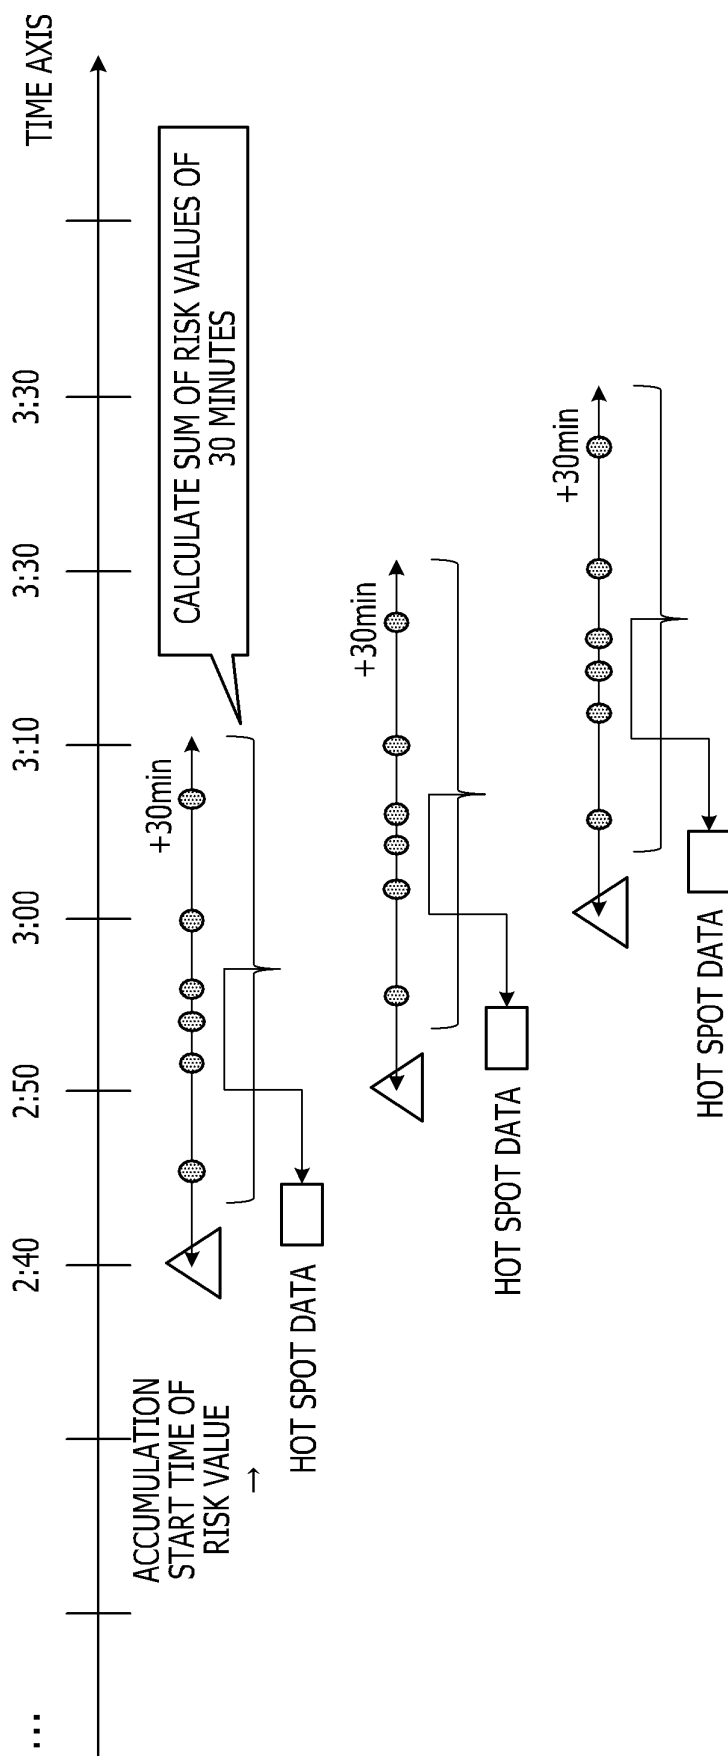 ...
2:40
2:50
3:00
3:10
3:30
3:30
TIME AXIS
CALCULATE SUM OF RISK VALUES OF
30 MINUTES
ACCUMULATION
START TIME OF
RISK VALUE
→
+30min
HOT SPOT DATA
+30min
HOT SPOT DATA
+30min
HOT SPOT DATA